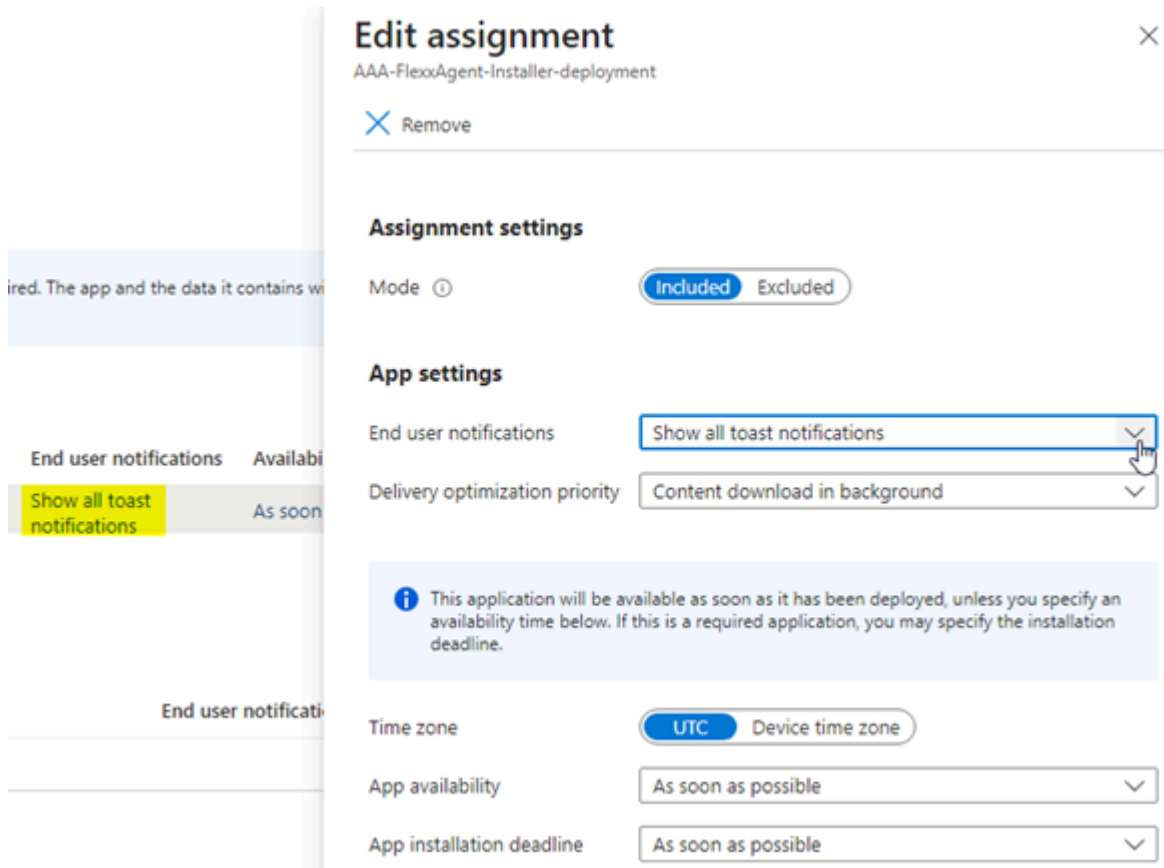 Edit assignment
AAA-FlexxAgent-Installer-deployment
Remove
Assignment settings
ired. The app and the data it contains wi
Mode
Included Excluded
App settings
End user notifications Show all toast notifications
End user notifications Availabi
Delivery optimization priority Content download in background
Show all toast
notifications
As soon
This application will be available as soon as it has been deployed, unless you specify an
availability time below. If this is a required application, you may specify the installation
deadline.
End user notificati
Time zone UTC Device time zone
App availability As soon as possible
App installation deadline As soon as possible